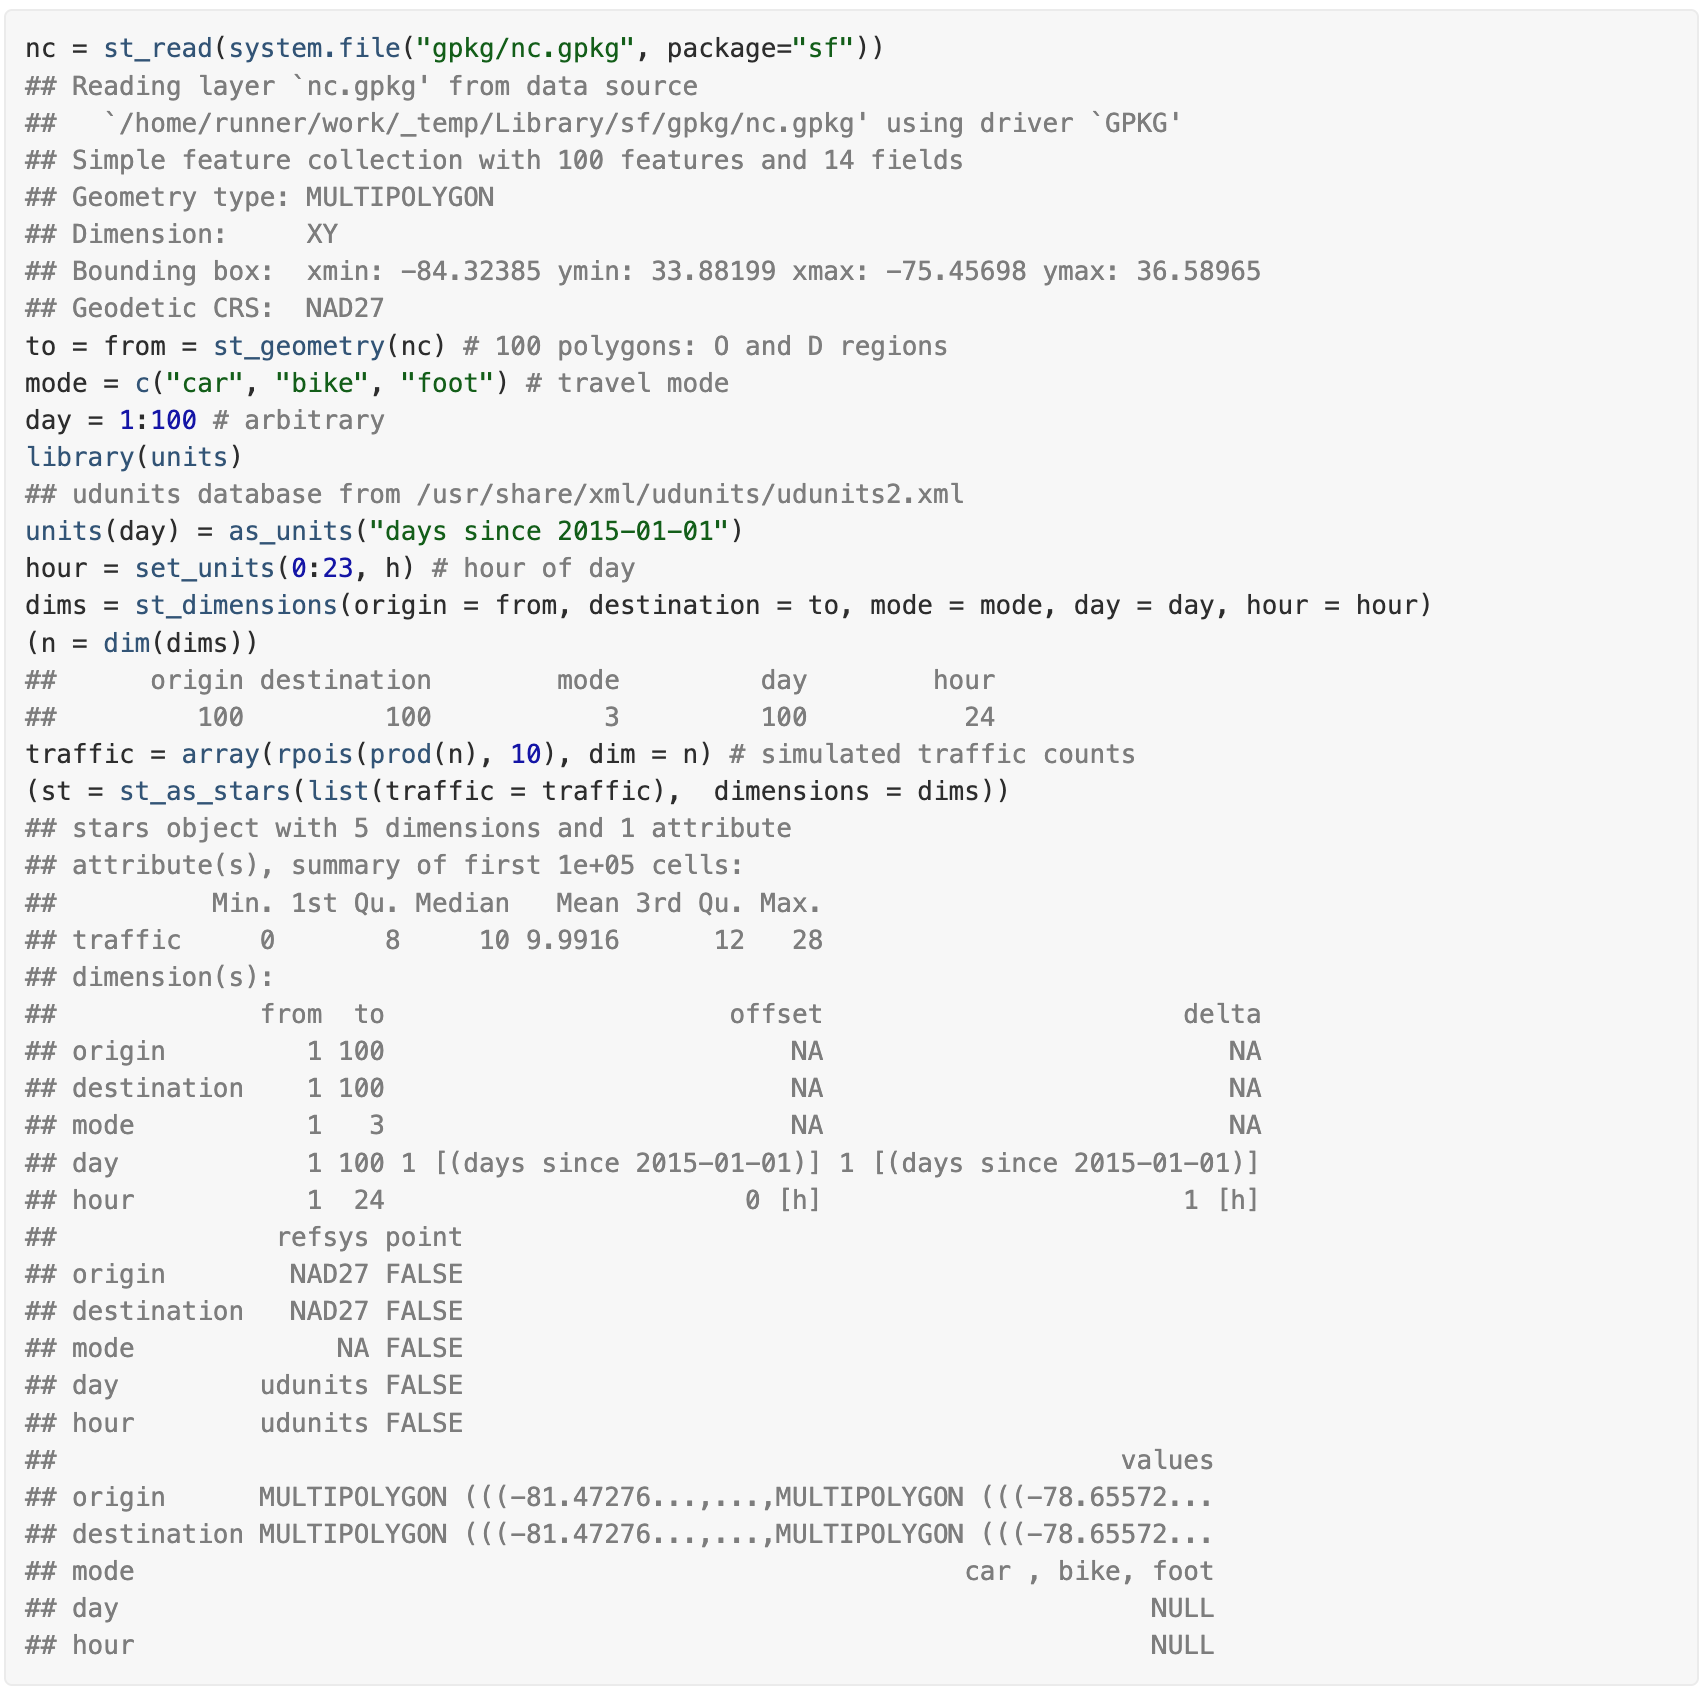 nc = st_read(system.file("gpkg/nc.gpkg", package="sf"))
## Reading layer `nc.gpkg' from data source
##   `/home/runner/work/_temp/Library/sf/gpkg/nc.gpkg' using driver `GPKG'
## Simple feature collection with 100 features and 14 fields
## Geometry type: MULTIPOLYGON
## Dimension:     XY
## Bounding box:  xmin: -84.32385 ymin: 33.88199 xmax: -75.45698 ymax: 36.58965
## Geodetic CRS:  NAD27
to = from = st_geometry(nc) # 100 polygons: O and D regions
mode = c("car", "bike", "foot") # travel mode
day = 1:100 # arbitrary
library(units)
## udunits database from /usr/share/xml/udunits/udunits2.xml
units(day) = as_units("days since 2015-01-01")
hour = set_units(0:23, h) # hour of day
dims = st_dimensions(origin = from, destination = to, mode = mode, day = day, hour = hour)
(n = dim(dims))
##      origin destination        mode         day        hour
##         100         100           3         100          24
traffic = array(rpois(prod(n), 10), dim = n) # simulated traffic counts
(st = st_as_stars(list(traffic = traffic),  dimensions = dims))
## stars object with 5 dimensions and 1 attribute
## attribute(s), summary of first 1e+05 cells:
##          Min. 1st Qu. Median   Mean 3rd Qu. Max.
## traffic     0       8     10 9.9916      12   28
## dimension(s):
##             from  to                      offset                       delta
## origin         1 100                          NA                          NA
## destination    1 100                          NA                          NA
## mode           1   3                          NA                          NA
## day            1 100 1 [(days since 2015-01-01)] 1 [(days since 2015-01-01)]
## hour           1  24                       0 [h]                       1 [h]
##              refsys point
## origin        NAD27 FALSE
## destination   NAD27 FALSE
## mode             NA FALSE
## day         udunits FALSE
## hour        udunits FALSE
##                                                                    values
## origin      MULTIPOLYGON (((-81.47276...,...,MULTIPOLYGON (((-78.65572...
## destination MULTIPOLYGON (((-81.47276...,...,MULTIPOLYGON (((-78.65572...
## mode                                                     car , bike, foot
## day                                                                  NULL
## hour                                                                 NULL